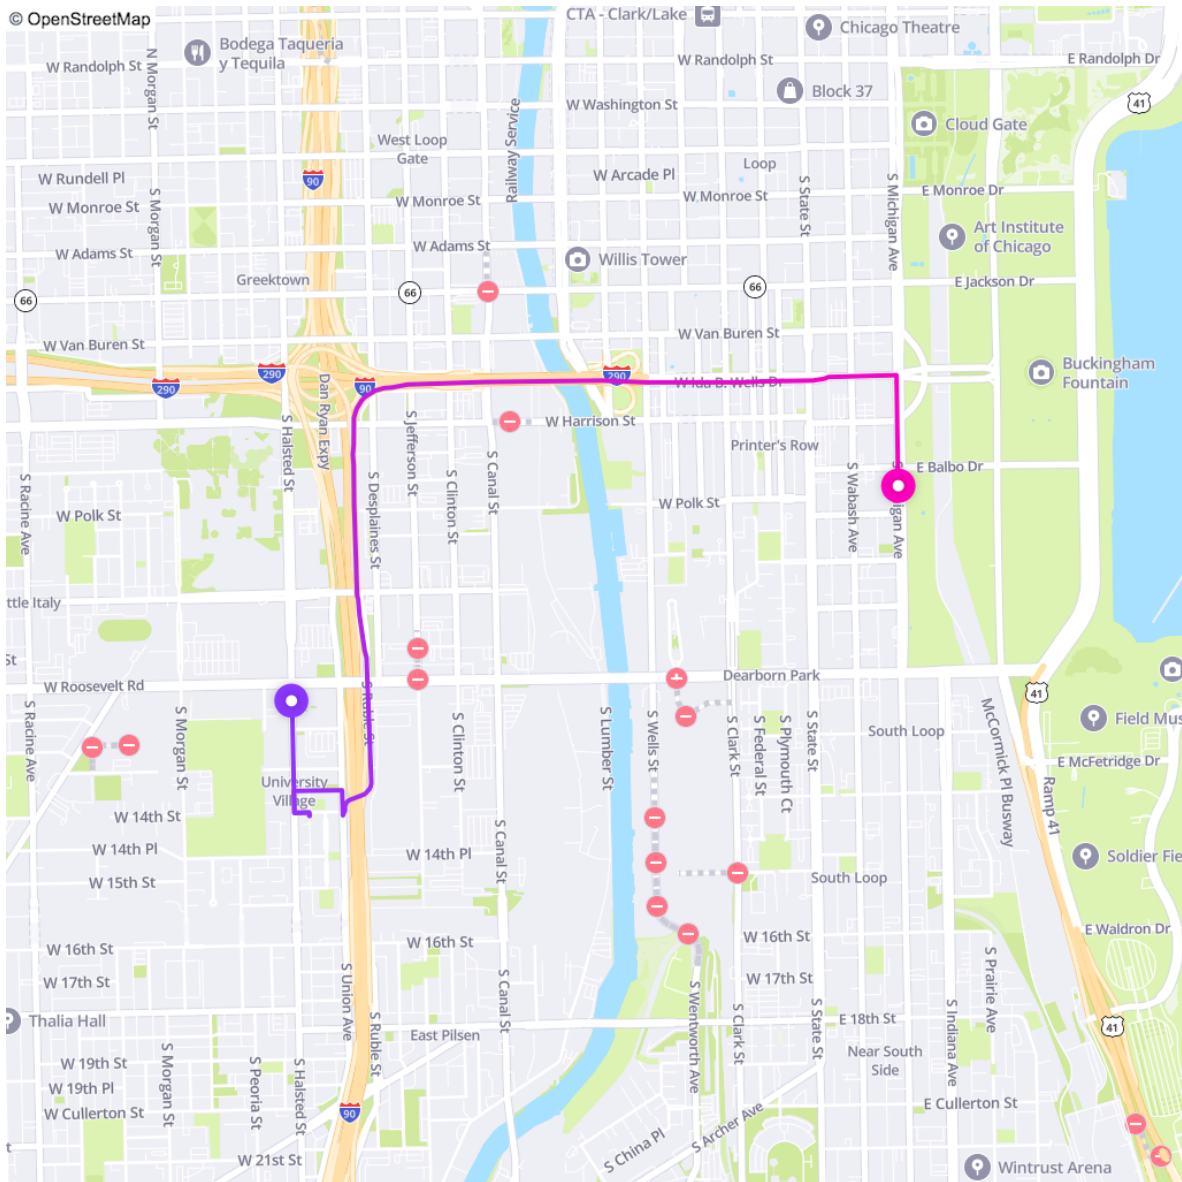 © OpenStreetMap
CTA - Clark/Lake
Chicago Theatre
Bodega Taqueria
y Tequila
N Morgan St
W Randolph St
W Randolph St
E Randolph Dr
Block 37
W Washington St
41
Railway Service
Cloud Gate
West Loop
Gate
Loop
W Rundell Pl
90
W Arcade Pl
S State St
S Michigan Ave
E Monroe Dr
W Monroe St
S Morgan St
W Monroe St
W Monroe St
Art Institute
of Chicago
W Adams St
W Adams St
Willis Tower
Greektown
E Jackson Dr
66
66
66
W Van Buren St
W Van Buren St
290
290
90
290
W Ida B. Wells Dr
Buckingham
Fountain
Dan Ryan Expy
S Halsted St
S Jefferson St
W Harrison St
Printer's Row
S Racine Ave
S Desplaines St
S Clinton St
S Canal St
S Wabash Ave
E Balbo Dr
W Polk St
W Polk St
S
igan Ave
ttle Italy
St
W Roosevelt Rd
Dearborn Park
S Racine Ave
S Morgan St
S Ruble St
S Clinton St
S Lumber St
S Wells St
S Clark St
S Federal St
S Plymouth Ct
S State St
South Loop
McCormick Pl Busway
41
Field Mus
E McFetridge Dr
Ramp 41
University
Village
W 14th St
S Canal St
W 14th Pl
W 14th Pl
W 15th St
South Loop
Soldier Fie
W 16th St
W 16th St
W 16th St
E Waldron Dr
W 17th St
W 17th St
S Union Ave
S Ruble St
S Canal St
S Wentworth Ave
S Clark St
S State St
S Indiana Ave
S Prairie Ave
Thalia Hall
East Pilsen
E 18th St
41
W 19th St
S Morgan St
S Peoria St
S Halsted St
Near South
Side
W 19th Pl
W Cullerton St
90
S Archer Ave
E Cullerton St
S China Pl
t
W 21st St
Wintrust Arena